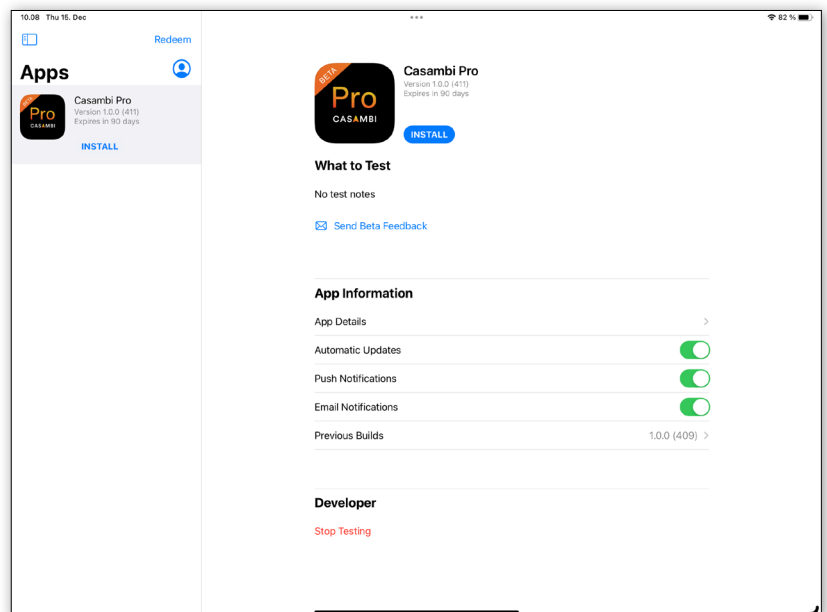 10.08 Thu 15. Dec
82 %
Redeem
Apps
BETA
Pro
CASAMBI
Casambi Pro
Version 1.0.0 (411)
Expires in 90 days
INSTALL
BETA
Pro
CASAMBI
Casambi Pro
Version 1.0.0 (411)
Expires in 90 days
INSTALL
What to Test
No test notes
Send Beta Feedback
App Information
App Details
Automatic Updates
Push Notifications
Email Notifications
Previous Builds 1.0.0 (409)
Developer
Stop Testing